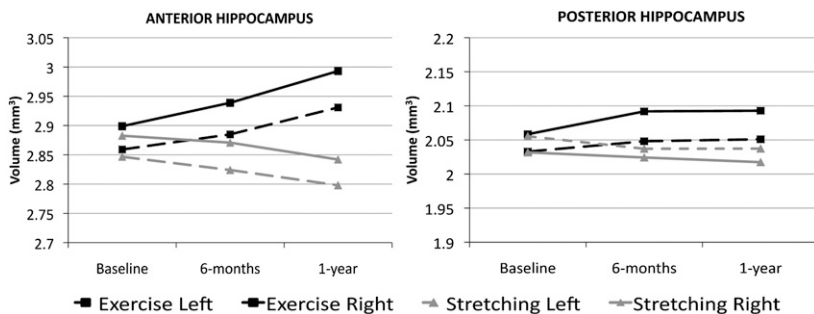 ANTERIOR HIPPOCAMPUS
Volume (mm³)
3.05
3
2.95
2.9
2.85
2.8
2.75
2.7
Baseline 6-months 1-year
POSTERIOR HIPPOCAMPUS
Volume (mm³)
2.2
2.15
2.1
2.05
2
1.95
1.9
Baseline 6-months 1-year
Exercise Left Exercise Right Stretching Left Stretching Right